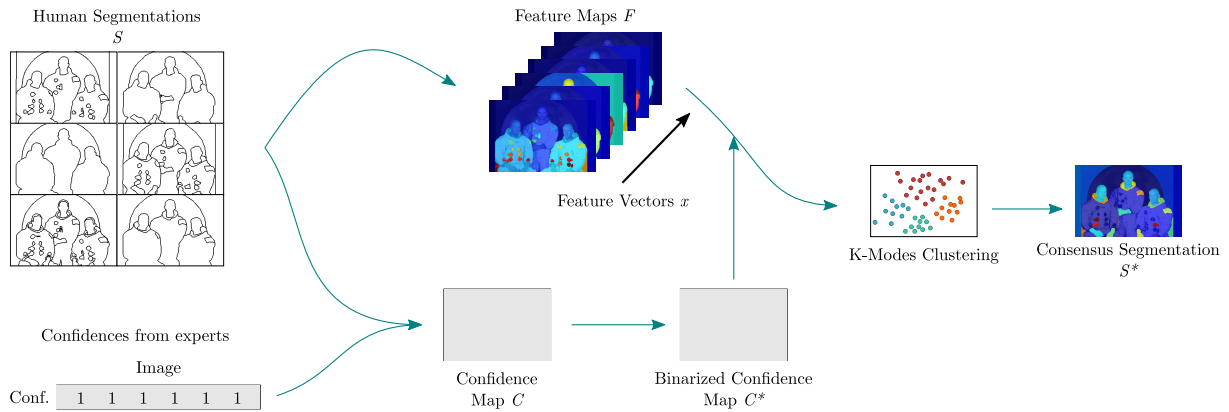 Human Segmentations
S
Feature Maps F
Feature Vectors x
K-Modes Clustering
Consensus Segmentation
S*
Confidences from experts
Image
Conf. 1 1 1 1 1 1
Confidence
Map C
Binarized Confidence
Map C*